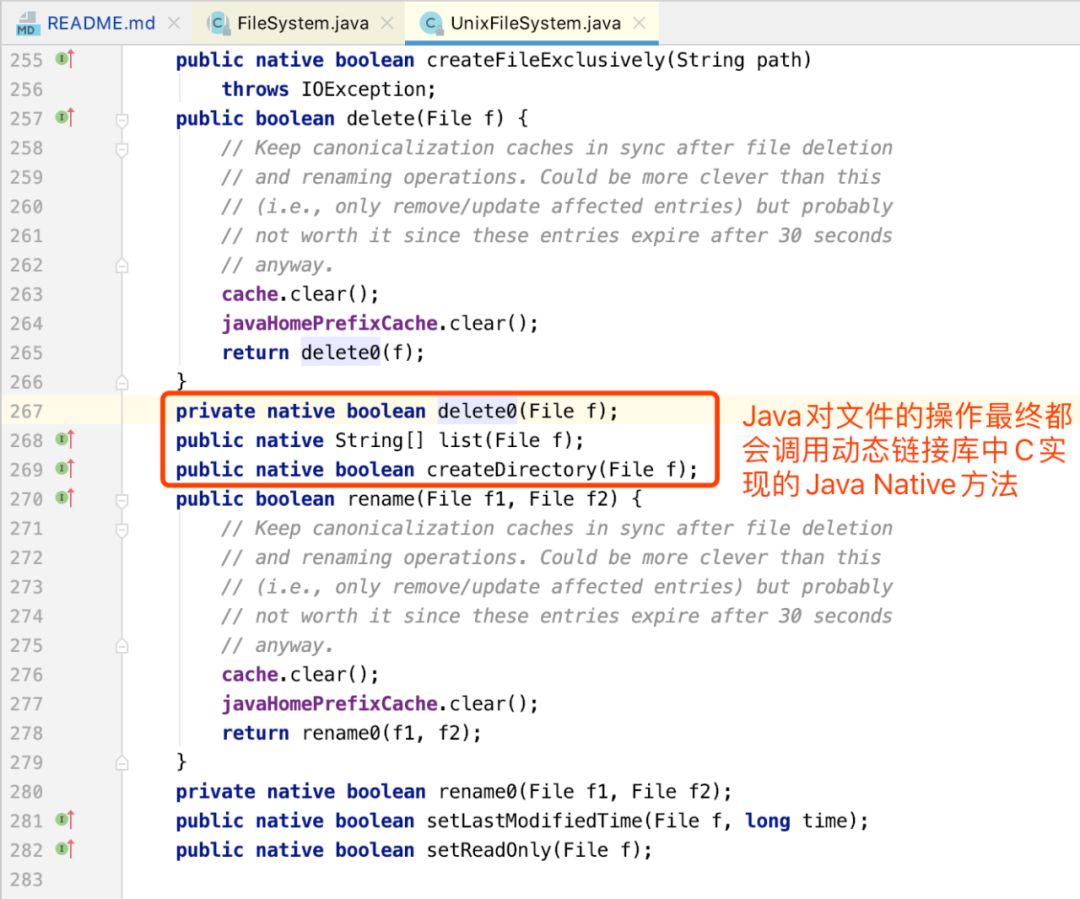 README.md FileSystem.java UnixFileSystem.java
255 public native boolean createFileExclusively(String path)
256 throws IOException;
257 public boolean delete(File f) {
258 // Keep canonicalization caches in sync after file deletion
259 // and renaming operations. Could be more clever than this
260 // (i.e., only remove/update affected entries) but probably
261 // not worth it since these entries expire after 30 seconds
262 // anyway.
263 cache.clear();
264 javaHomePrefixCache.clear();
265 return delete0(f);
266 }
267 private native boolean delete0(File f);
268 public native String[] list(File f);
269 public native boolean createDirectory(File f);
Java对文件的操作最终都
会调用动态链接库中C实
现的Java Native方法
270 public boolean rename(File f1, File f2) {
271 // Keep canonicalization caches in sync after file deletion
272 // and renaming operations. Could be more clever than this
273 // (i.e., only remove/update affected entries) but probably
274 // not worth it since these entries expire after 30 seconds
275 // anyway.
276 cache.clear();
277 javaHomePrefixCache.clear();
278 return rename0(f1, f2);
279 }
280 private native boolean rename0(File f1, File f2);
281 public native boolean setLastModifiedTime(File f, long time);
282 public native boolean setReadOnly(File f);
283